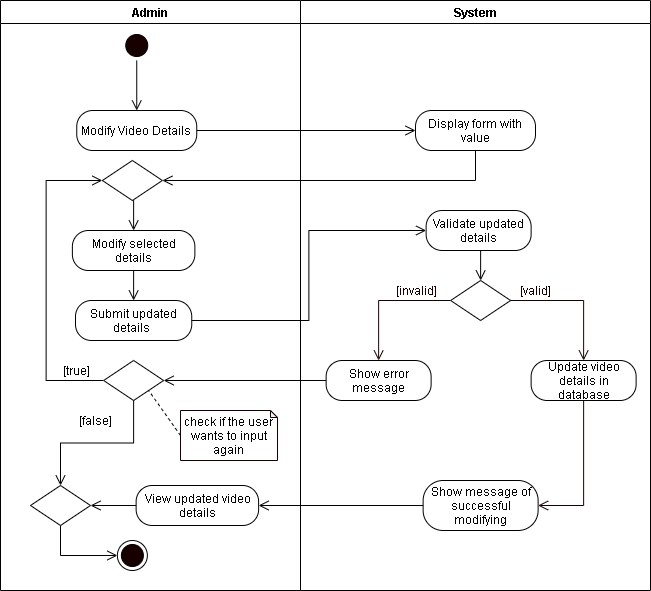 Admin
System
Modify Video Details
Display form with
value
Modify selected
details
Validate updated
details
Submit updated
details
[invalid]
[valid]
[true]
Show error
message
Update video
details in
database
[false]
check if the user
wants to input
again
View updated video
details
Show message of
successful
modifying